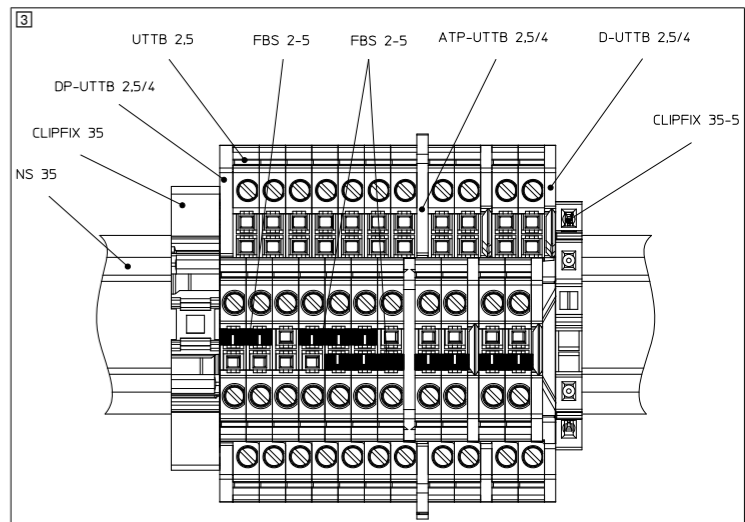 3
UTTB 2,5
FBS 2-5
FBS 2-5
ATP-UTTB 2,5/4
D-UTTB 2,5/4
DP-UTTB 2,5/4
CLIPFIX 35
CLIPFIX 35-5
NS 35